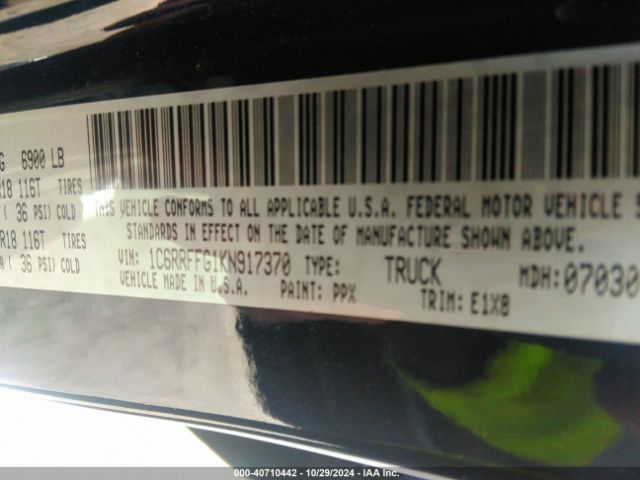 G 6900 LB
R18 116T TIRES
( 36 PSI) COLD
R18 116T
A ( 36 PSI) COLD
THIS VEHICLE CONFORMS TO ALL APPLICABLE U.S.A. FEDERAL MOTOR VEHICLE S
STANDARDS IN EFFECT ON THE DATE OF MANUFACTURE SHOWN ABOVE.
VIN: 1C6RRFFG1KN917370 TYPE: TRUCK MDH:07030
VEHICLE MADE IN U.S.A. PAINT: PPX TRIM: E1X8
000-40710442 - 10/29/2024 - IAA Inc.